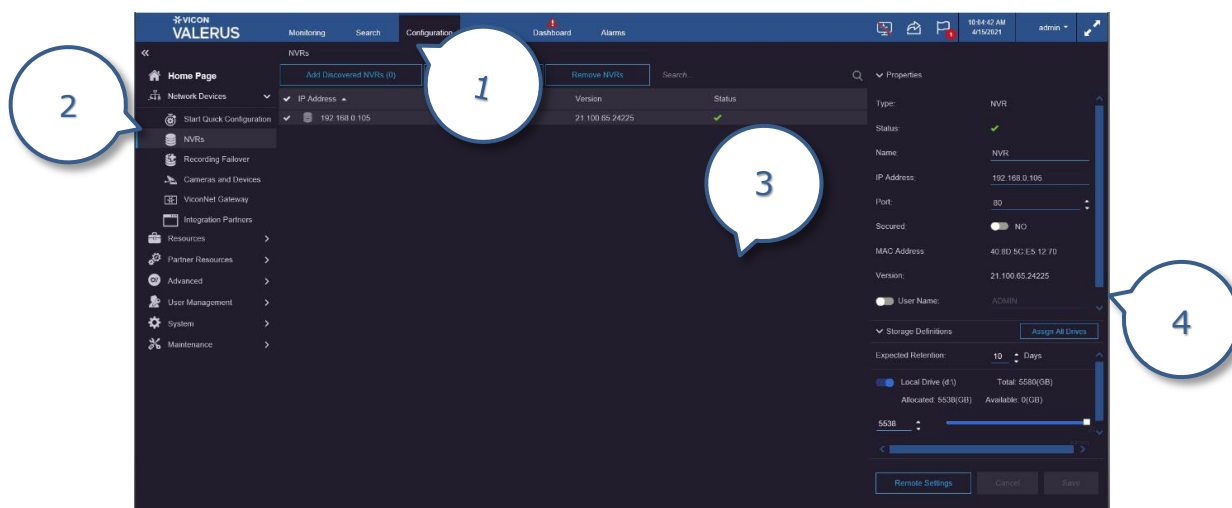 VICON
VALERUS
Monitoring Search Configuration Dashboard Alarms
10:04:42 AM
4/15/2021
admin
NVRs
Home Page
Network Devices
Start Quick Configuration
NVRs
Recording Failover
Cameras and Devices
ViconNet Gateway
Integration Partners
Resources
Partner Resources
Advanced
User Management
System
Maintenance
Add Discovered NVRs (0) Remove NVRs Search..
IP Address Version Status
192.168.0.105 21.100.65.24225
Properties
Type: NVR
Status:
Name: NVR
IP Address: 192.168.0.105
Port: 80
Secured: NO
MAC Address: 40:8D:5C:E5:12:70
Version: 21.100.65.24225
User Name: ADMIN
Storage Definitions Assign All Drives
Expected Retention: 10 Days
Local Drive (d:\) Total: 5580(GB)
Allocated: 5538(GB) Available: 0(GB)
5538
Remote Settings Cancel Save
1
2
3
4